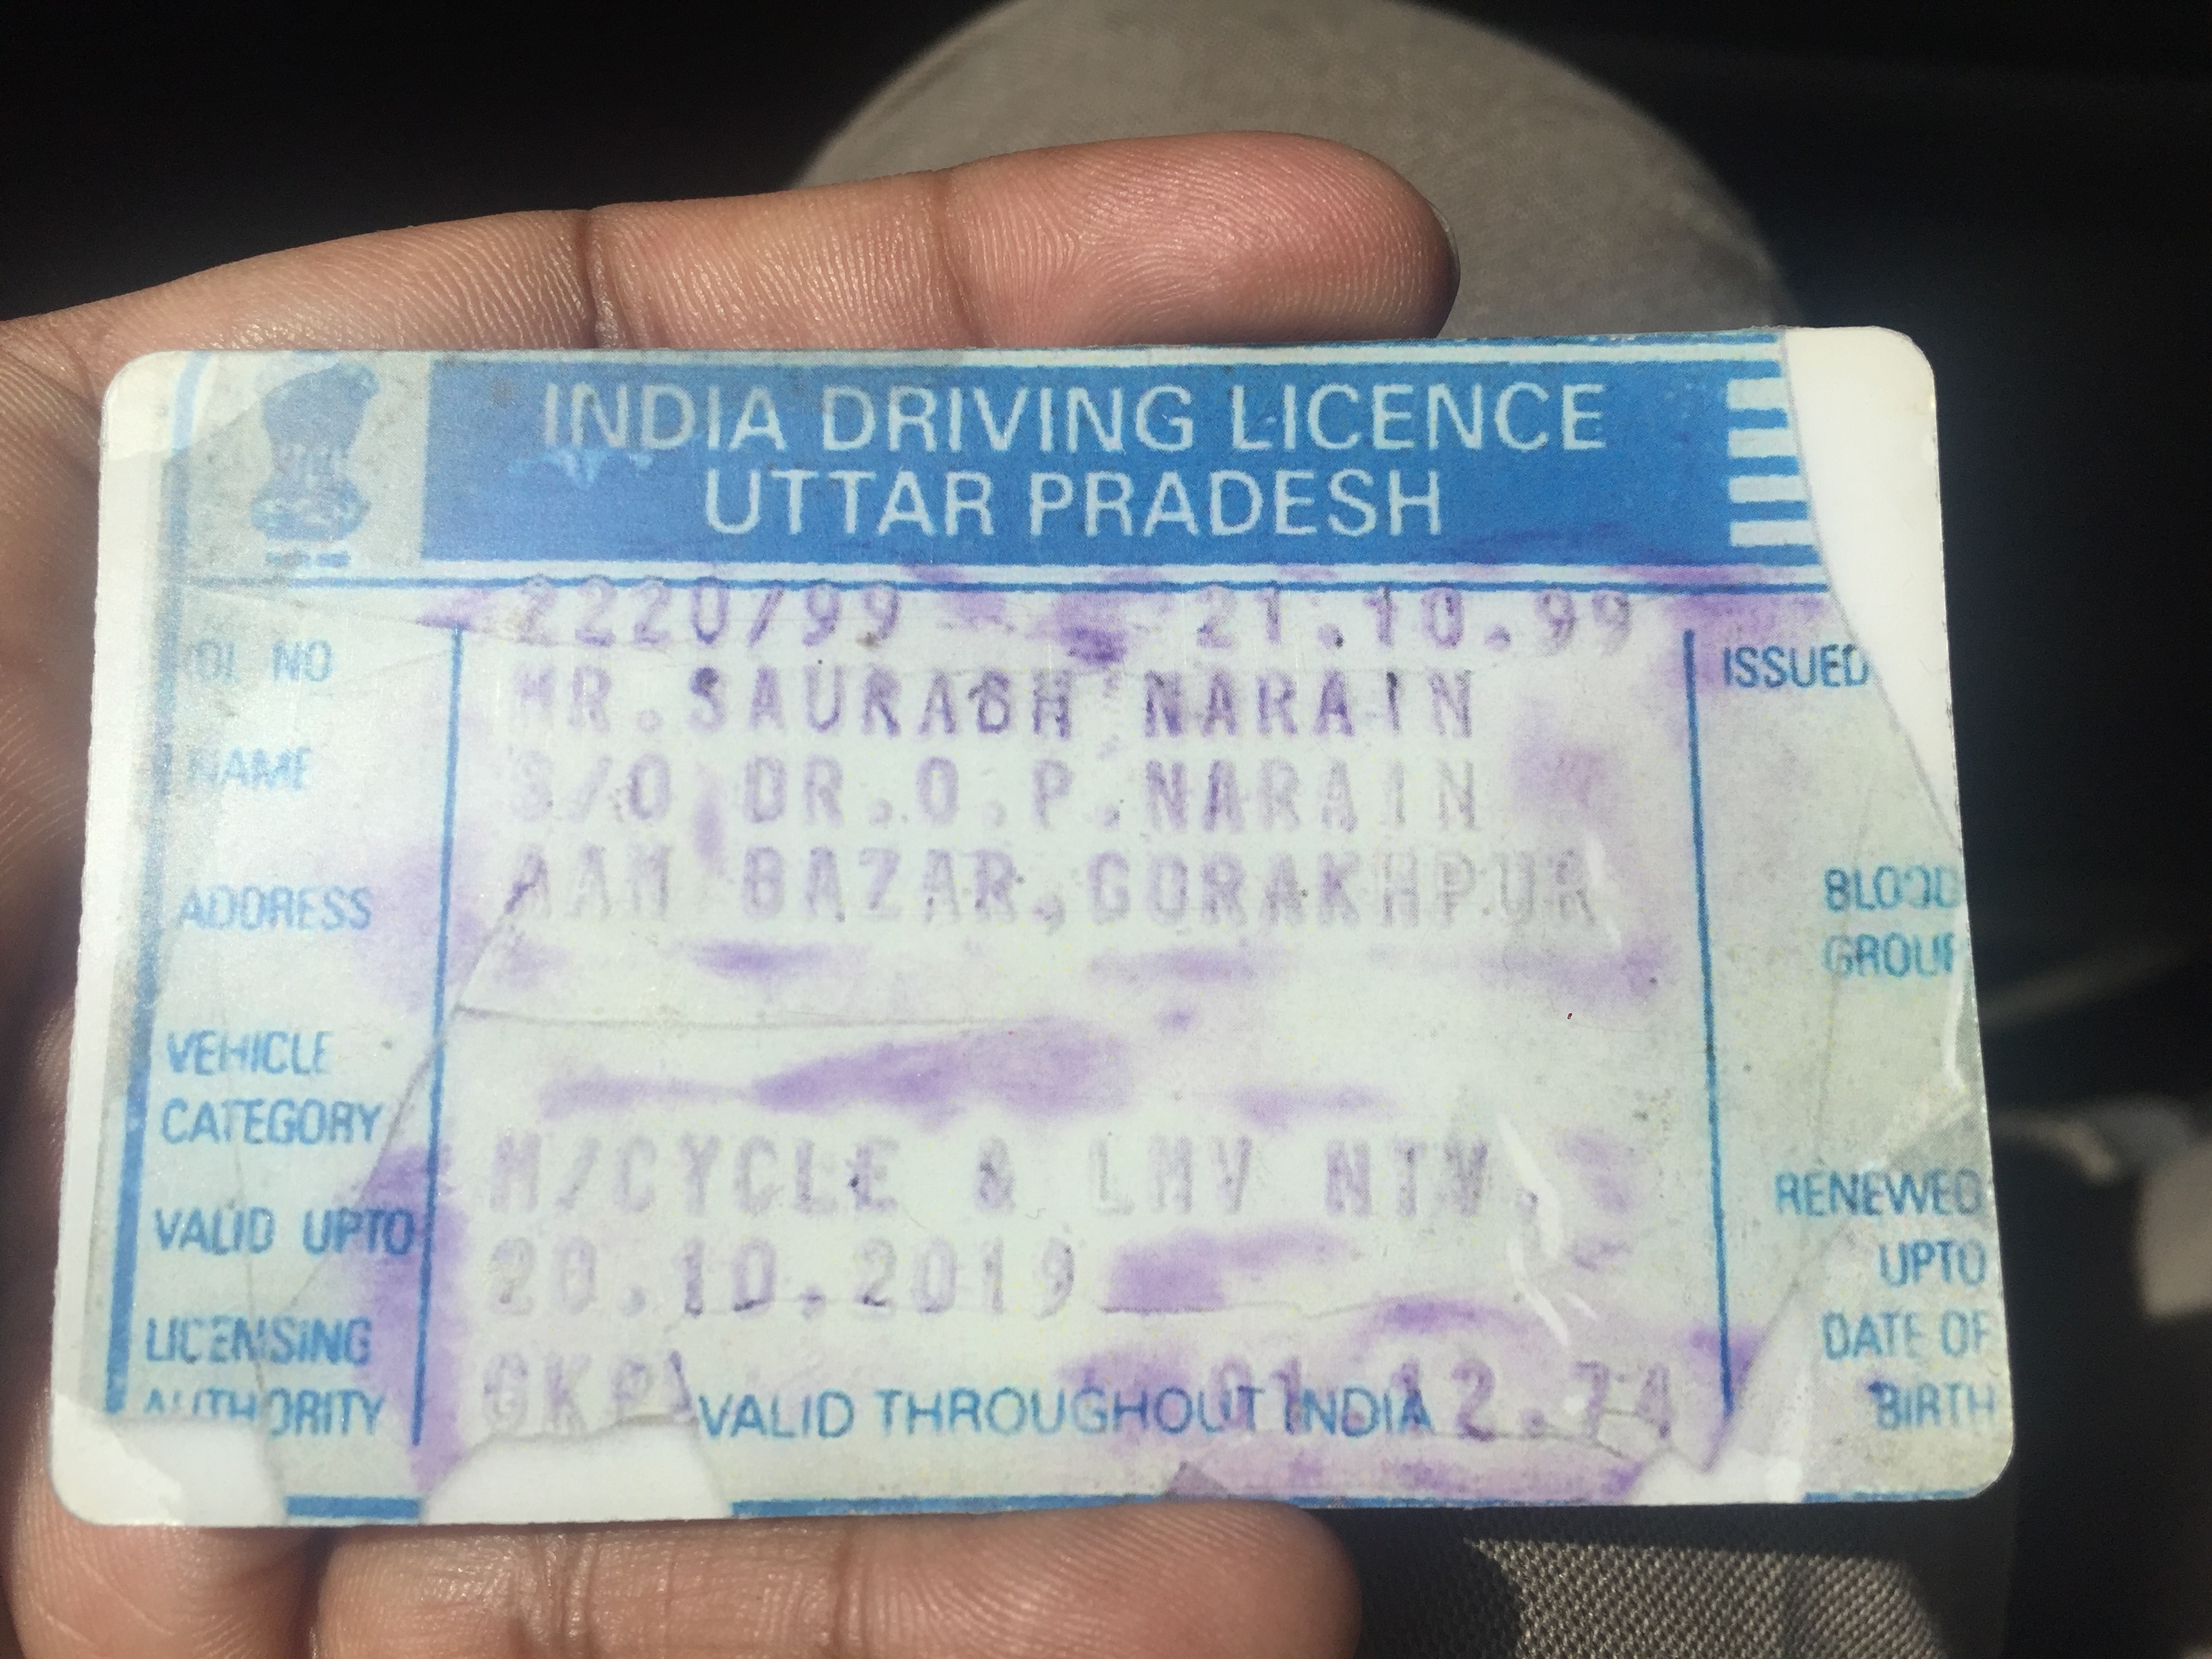 INDIA DRIVING LICENCE
UTTAR PRADESH
2220/99 21.10.99
DL NO ISSUED
MR.SAURABH NARAIN
NAME S/O DR.O.P.NARAIN
ADDRESS AAM BAZAR,GORAKHPUR BLOOD
GROUP
VEHICLE
CATEGORY M/CYCLE & LMV NTV. RENEWED
VALID UPTO 20.10.2019 UPTO
LICENSING DATE OF
AUTHORITY GKP 01.12.74 BIRTH
VALID THROUGHOUT INDIA